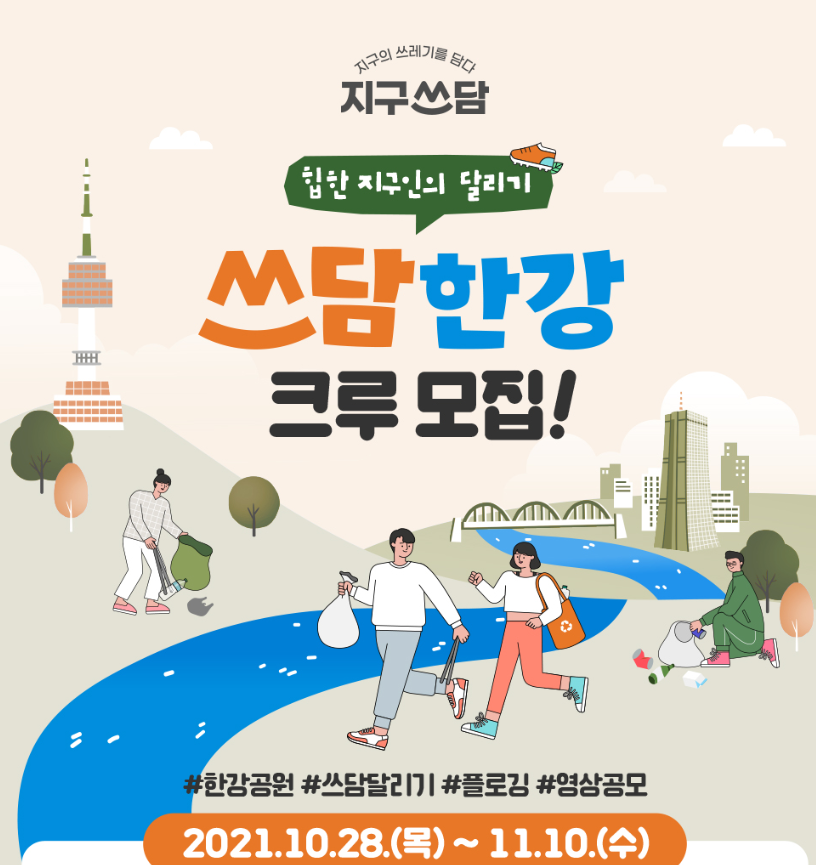 지구의 쓰레기를 담다
지구쓰담
힙한 지구인의 달리기
쓰담한강
크루 모집!
#한강공원 #쓰담달리기 #플로깅 #영상공모
2021.10.28.(목) ~ 11.10.(수)